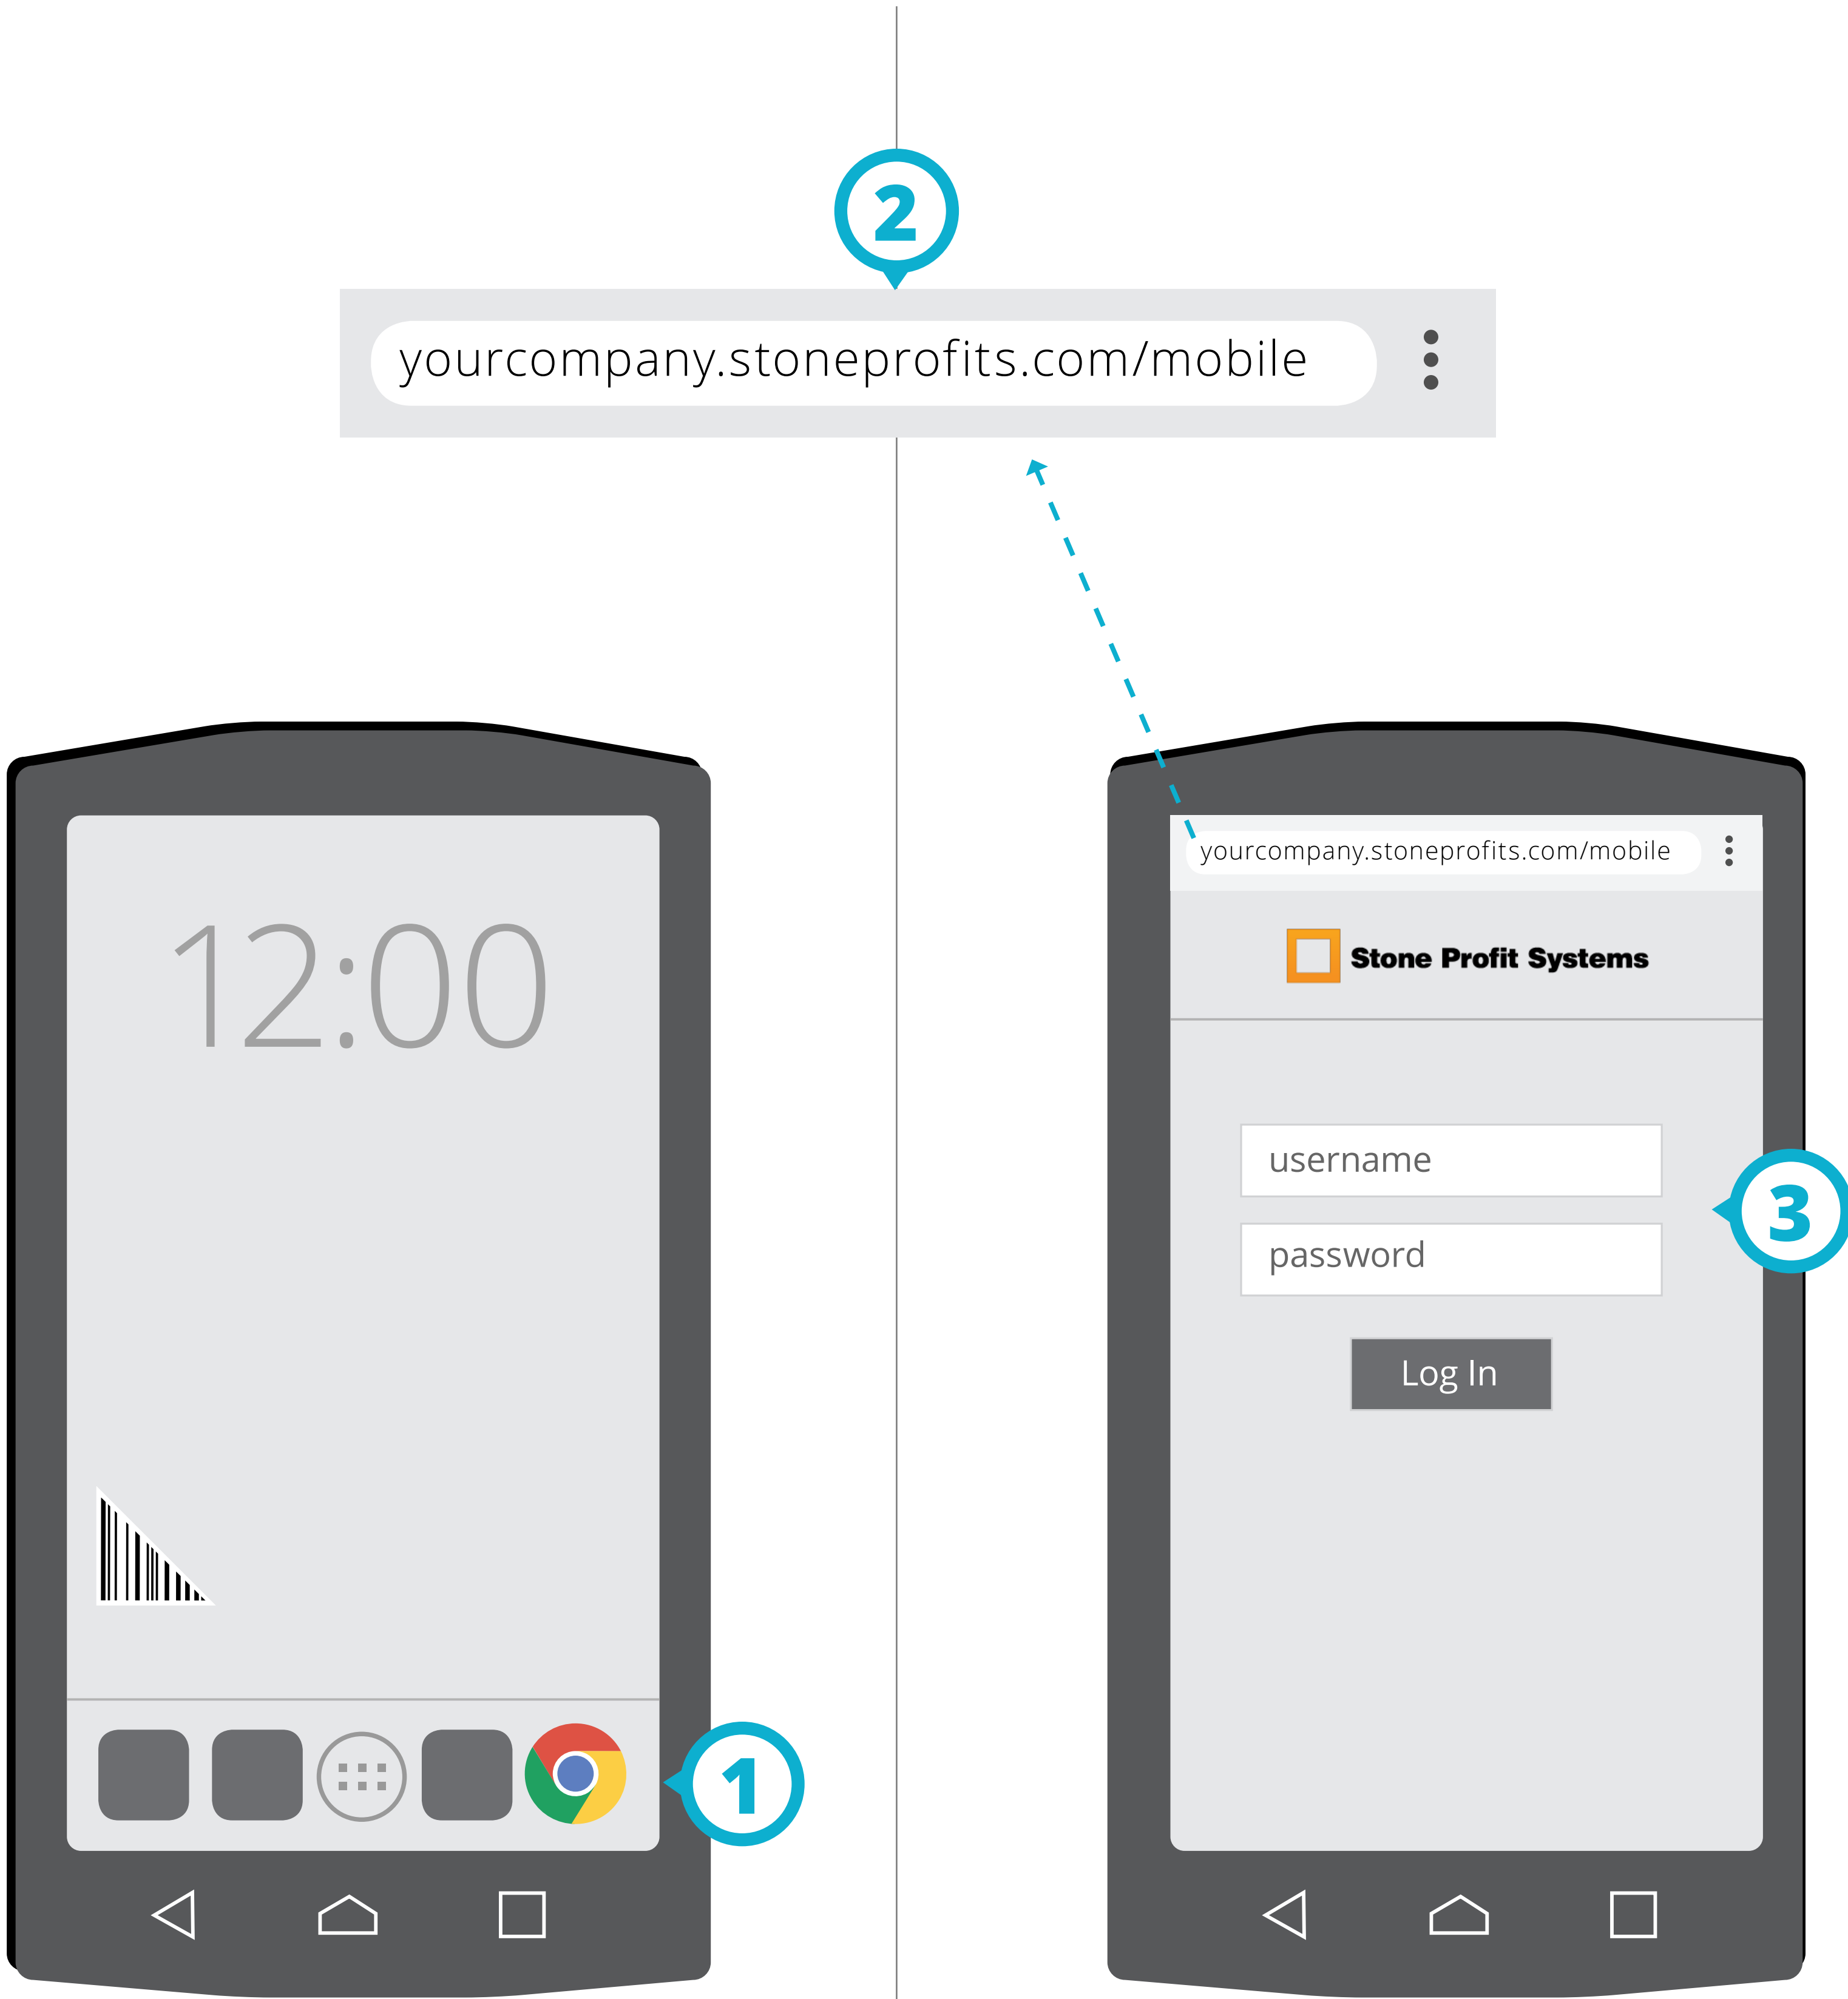 2
yourcompany.stoneprofits.com/mobile
12:00
1
yourcompany.stoneprofits.com/mobile
Stone Profit Systems
username
password
Log In
3